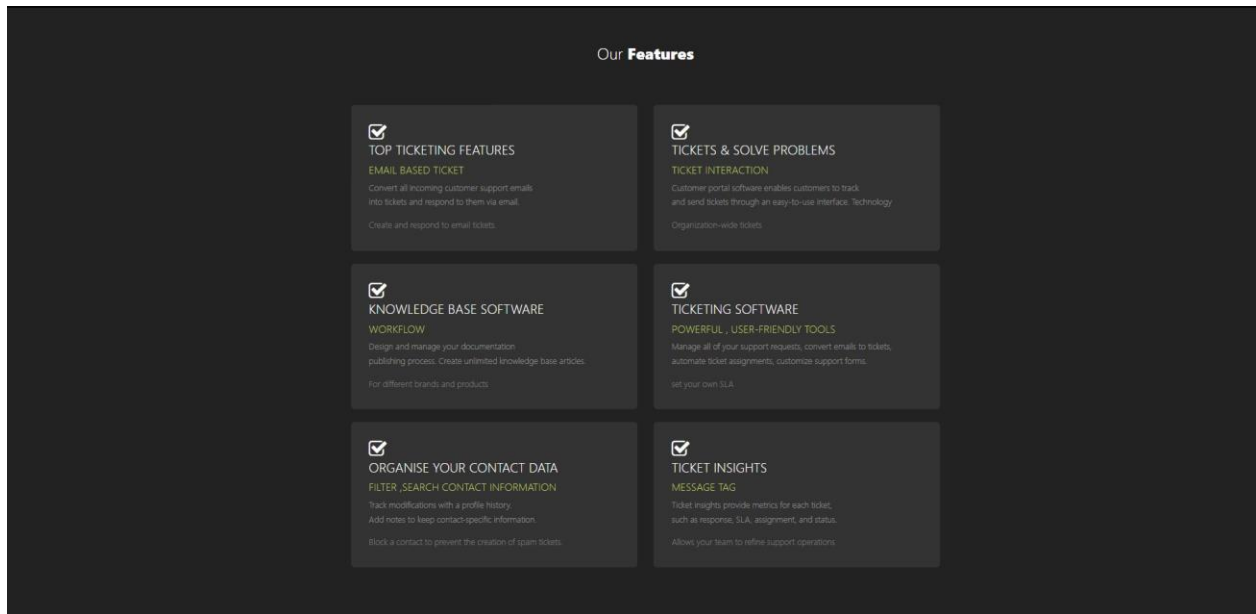 Our Features
TOP TICKETING FEATURES
EMAIL BASED TICKET
Convert all incoming customer support emails
into tickets and respond to them via email.
Create and respond to email tickets.
TICKETS & SOLVE PROBLEMS
TICKET INTERACTION
Customer portal software enables customers to track
and send tickets through an easy-to-use interface. Technology
Organization-wide tickets
KNOWLEDGE BASE SOFTWARE
WORKFLOW
Design and manage your documentation
publishing process. Create unlimited knowledge base articles.
For different brands and products
TICKETING SOFTWARE
POWERFUL , USER-FRIENDLY TOOLS
Manage all of your support requests, convert emails to tickets,
automate ticket assignments, customize support forms.
set your own SLA
ORGANISE YOUR CONTACT DATA
FILTER ,SEARCH CONTACT INFORMATION
Track modifications with a profile history.
Add notes to keep contact-specific information.
Block a contact to prevent the creation of spam tickets.
TICKET INSIGHTS
MESSAGE TAG
Ticket insights provide metrics for each ticket,
such as response, SLA, assignment, and status.
Allows your team to refine support operations